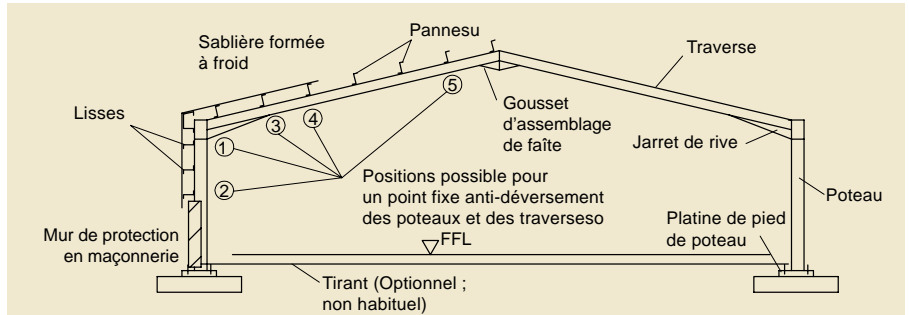 Pannesu
Sablière formée
à froid
Traverse
Lisses
⑤
③ ④
①
②
Gousset
d'assemblage
de faîte
Jarret de rive
Positions possible pour
un point fixe anti-déversement
des poteaux et des traverseso
Poteau
Platine de pied
de poteau
Mur de protection
en maçonnerie
FFL
Tirant (Optionnel ;
non habituel)